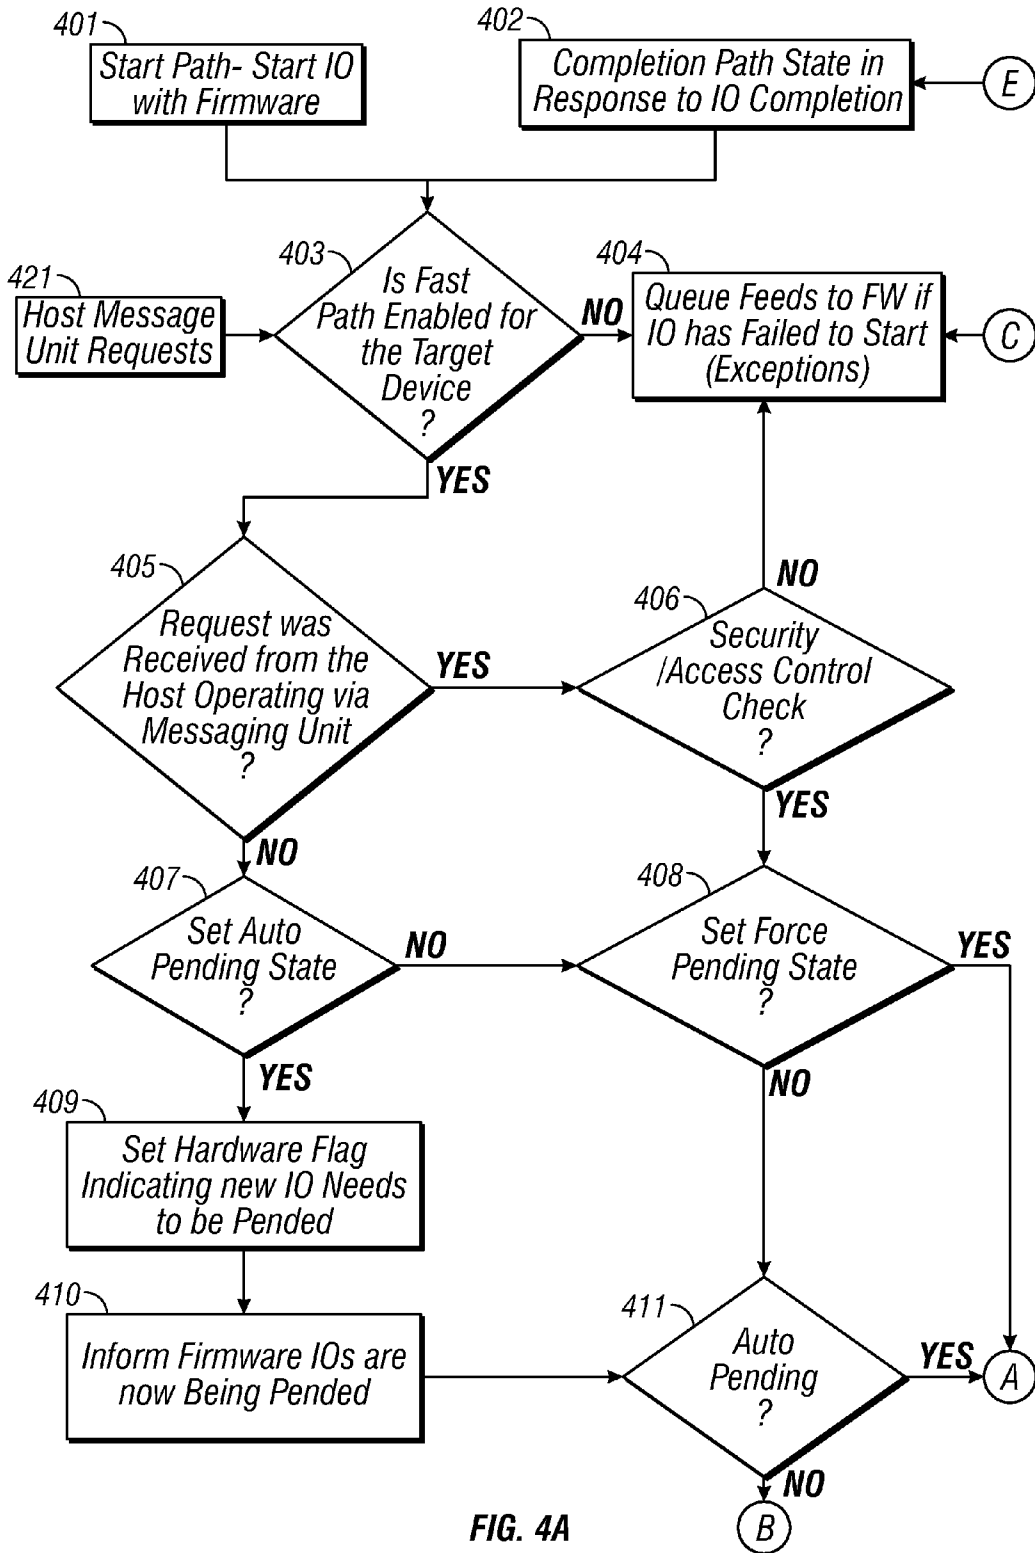 401
Start Path- Start IO
with Firmware
402
Completion Path State in
Response to IO Completion
E
421
Host Message
Unit Requests
403
Is Fast
Path Enabled for
the Target
Device
?
NO
YES
404
Queue Feeds to FW if
IO has Failed to Start
(Exceptions)
C
405
Request was
Received from the
Host Operating via
Messaging Unit
?
YES
NO
406
Security
/Access Control
Check
?
NO
YES
407
Set Auto
Pending State
?
NO
YES
408
Set Force
Pending State
?
YES
NO
409
Set Hardware Flag
Indicating new IO Needs
to be Pended
410
Inform Firmware IOs are
now Being Pended
411
Auto
Pending
?
YES
A
NO
B
FIG. 4A